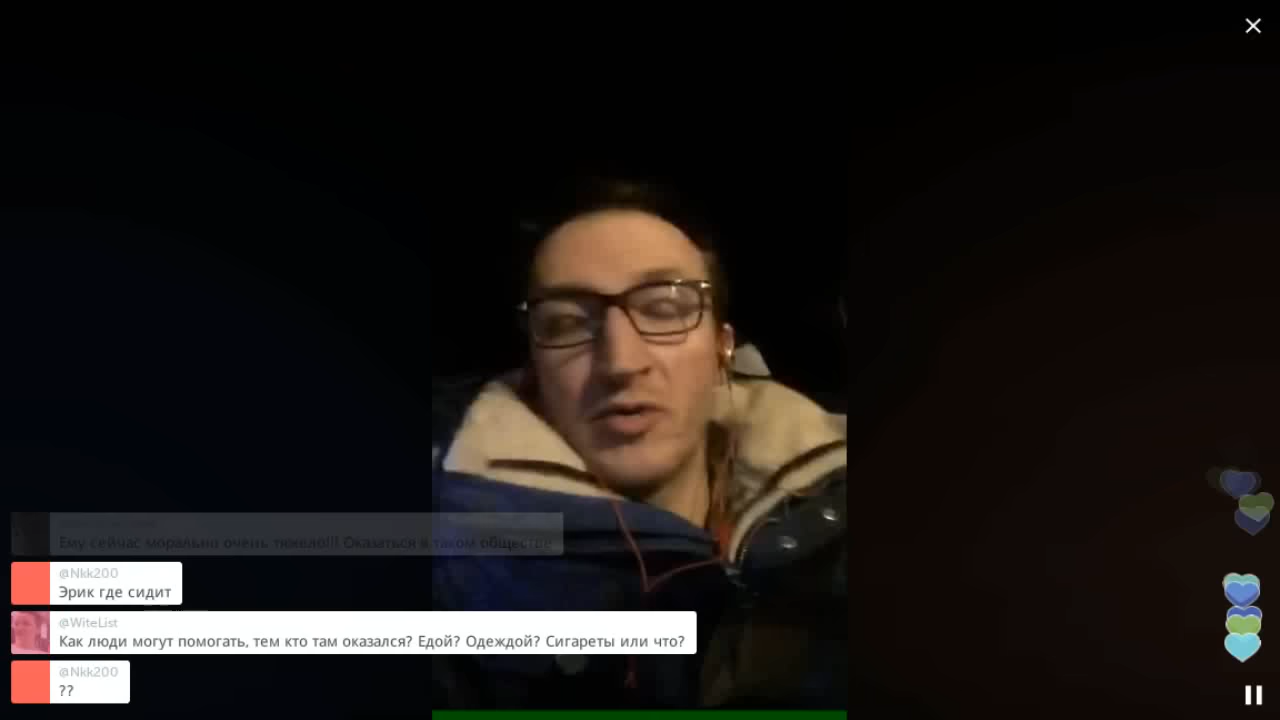 Ему сейчас морально очень тяжело!!! Оказаться в таком обществе
@Nkk200
Эрик где сидит
@WiteList
Как люди могут помогать, тем кто там оказался? Едой? Одеждой? Сигареты или что?
@Nkk200
??